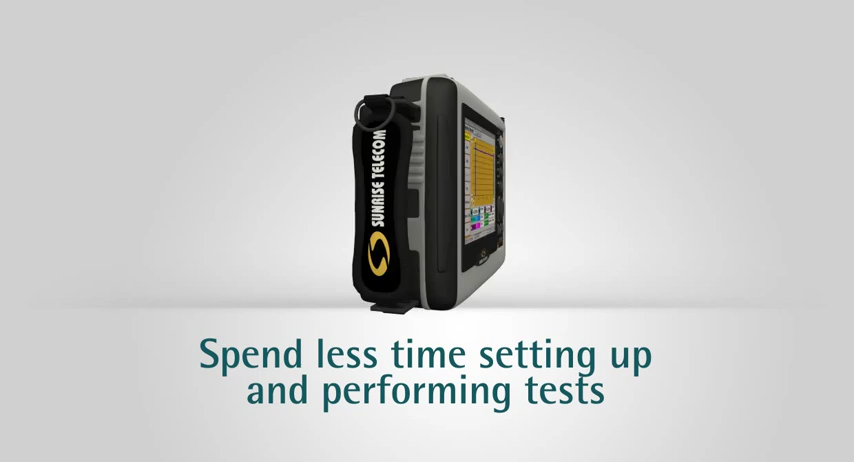 SUNRISE TELECOM
Spend less time setting up
and performing tests